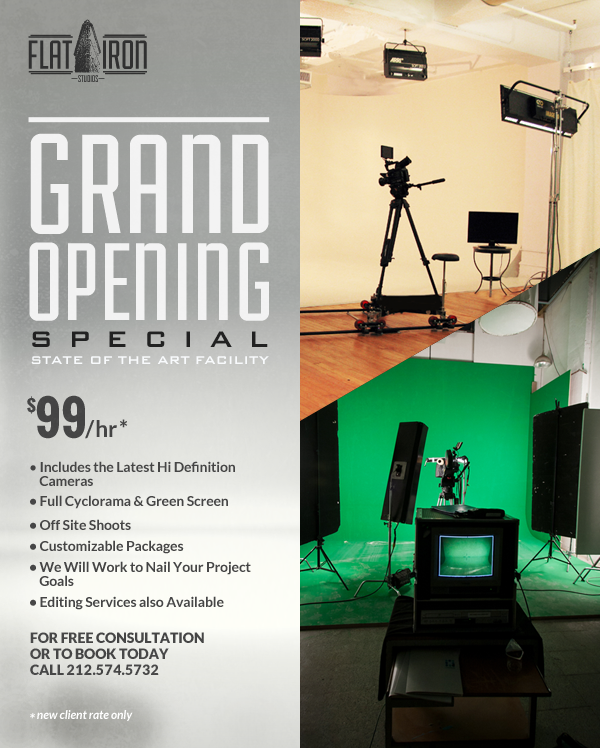 FLAT IRON
STUDIOS
GRAND
OPENING
SPECIAL
STATE OF THE ART FACILITY
$99/hr*
• Includes the Latest Hi Definition
Cameras
• Full Cyclorama & Green Screen
• Off Site Shoots
• Customizable Packages
• We Will Work to Nail Your Project
Goals
• Editing Services also Available
FOR FREE CONSULTATION
OR TO BOOK TODAY
CALL 212.574.5732
+ new client rate only